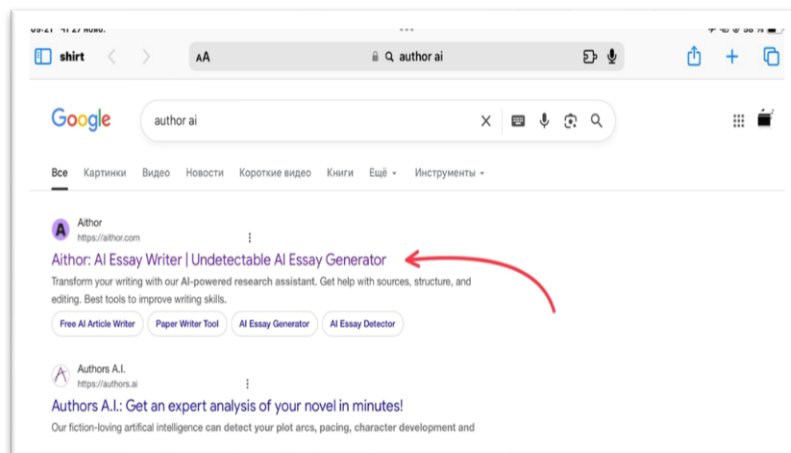 shirt
AA
author ai
Google
author ai
Все Картинки Видео Новости Короткие видео Книги Ещё Инструменты
A
Aithor
https://aithor.com
Aithor: AI Essay Writer | Undetectable AI Essay Generator
Transform your writing with our AI-powered research assistant. Get help with sources, structure, and
editing. Best tools to improve writing skills.
Free AI Article Writer Paper Writer Tool AI Essay Generator AI Essay Detector
Authors A.I.
https://authors.ai
Authors A.I.: Get an expert analysis of your novel in minutes!
Our fiction-loving artifical intelligence can detect your plot arcs, pacing, character development and